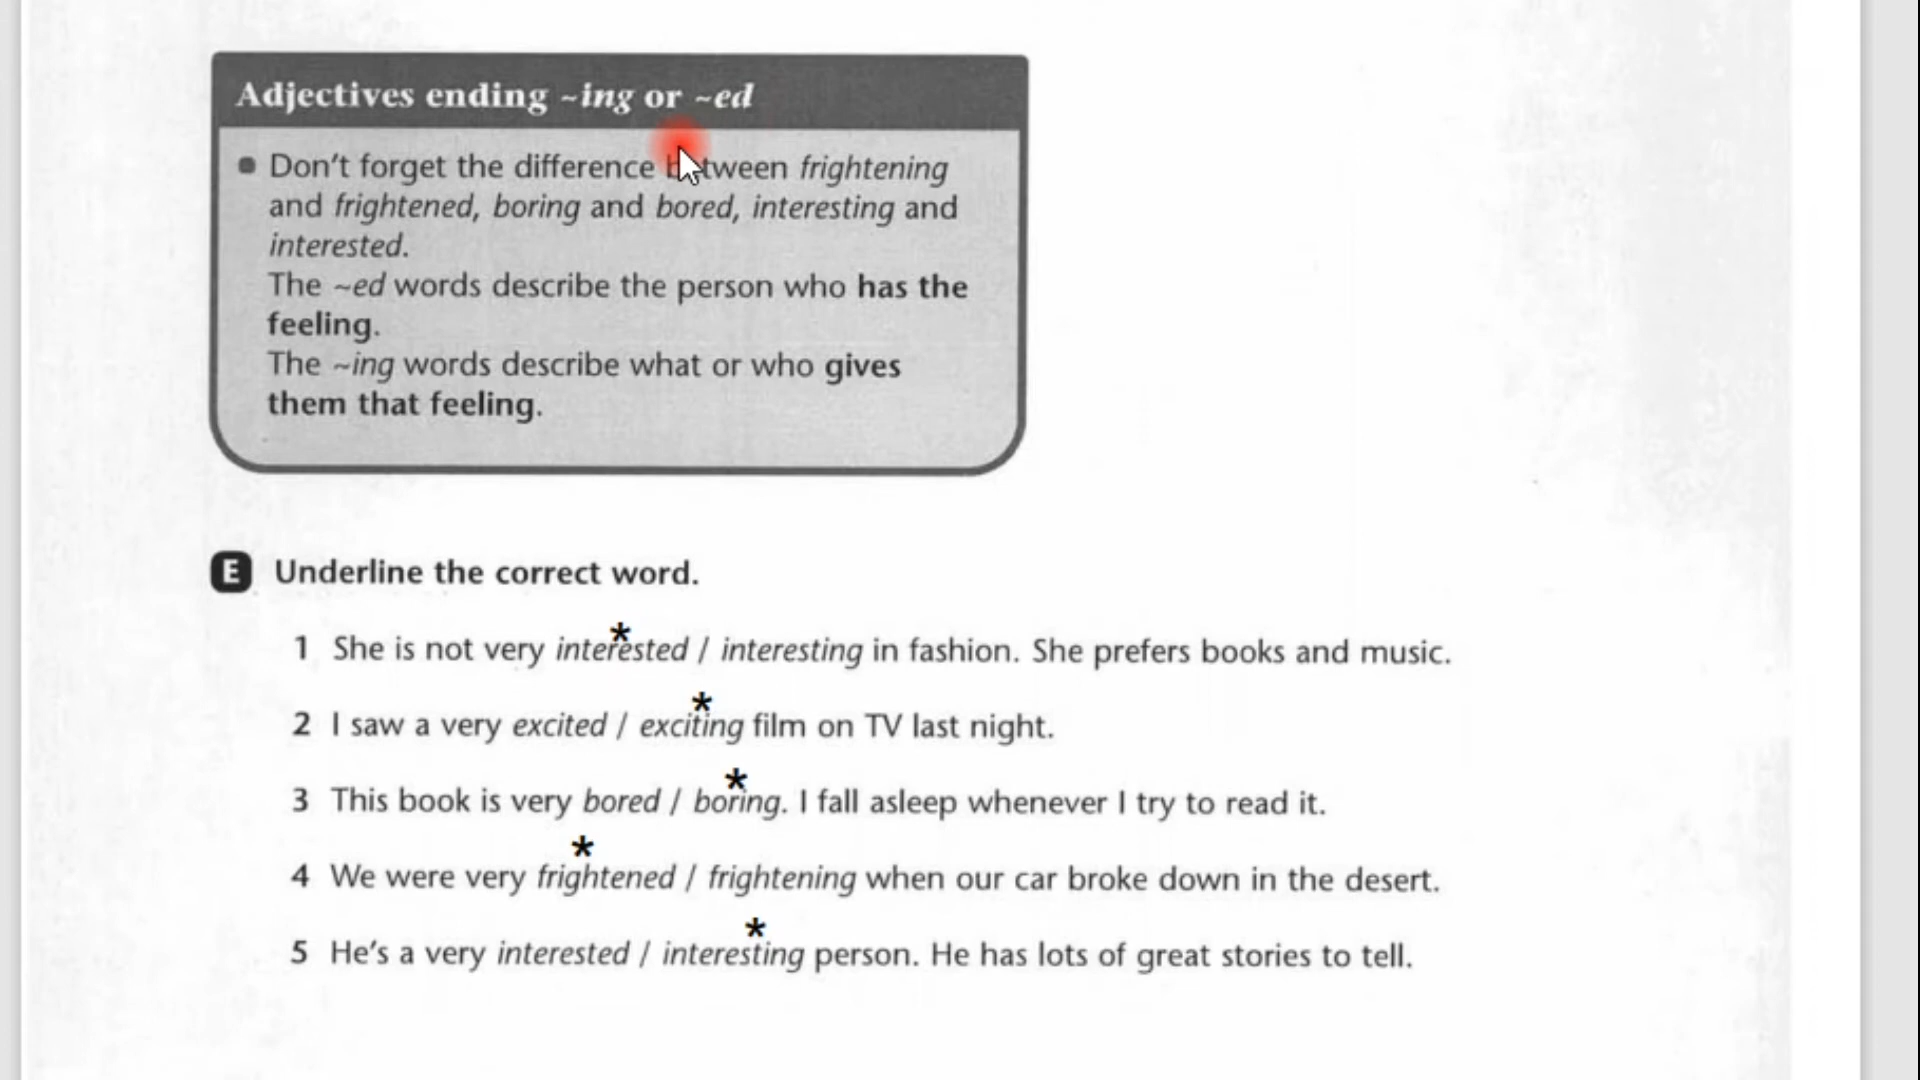 Adjectives ending ~ing or ~ed
● Don't forget the difference between frightening
and frightened, boring and bored, interesting and
interested.
The ~ed words describe the person who has the
feeling.
The ~ing words describe what or who gives
them that feeling.
E Underline the correct word.
*
1 She is not very interested / interesting in fashion. She prefers books and music.
*
2 I saw a very excited / exciting film on TV last night.
*
3 This book is very bored / boring. I fall asleep whenever I try to read it.
*
4 We were very frightened / frightening when our car broke down in the desert.
*
5 He's a very interested / interesting person. He has lots of great stories to tell.